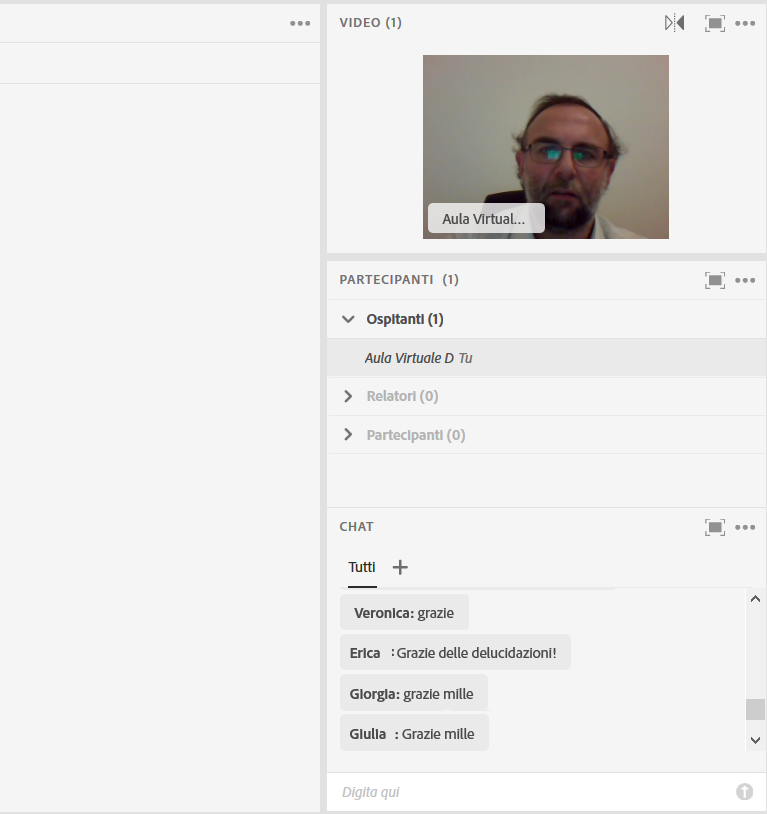 VIDEO (1)
Aula Virtual...
PARTECIPANTI (1)
Ospitanti (1)
Aula Virtuale D Tu
Relatori (0)
Partecipanti (0)
CHAT
Tutti
Veronica: grazie
Erica : Grazie delle delucidazioni!
Giorgia: grazie mille
Giulia : Grazie mille
Digita qui